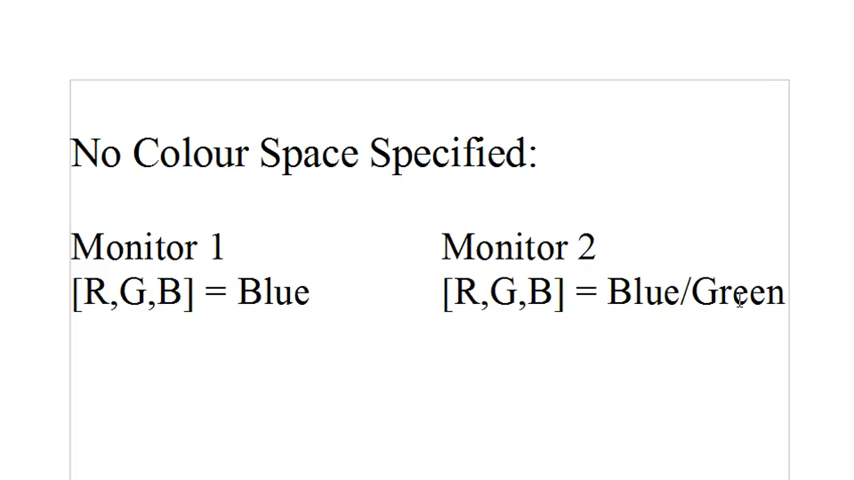 No Colour Space Specified:
Monitor 1 Monitor 2
[R,G,B] = Blue [R,G,B] = Blue/Green